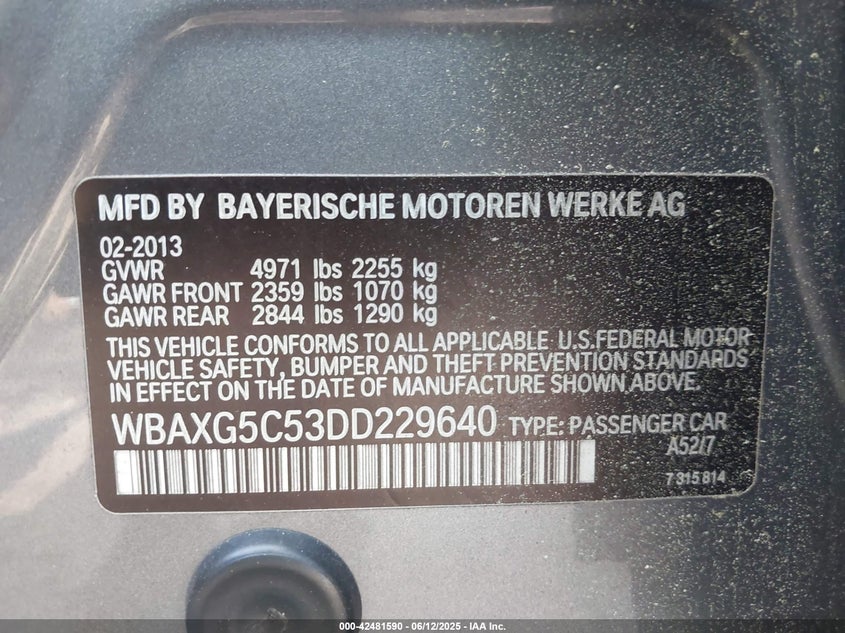 MFD BY BAYERISCHE MOTOREN WERKE AG
02-2013
GVWR 4971 lbs 2255 kg
GAWR FRONT 2359 lbs 1070 kg
GAWR REAR 2844 lbs 1290 kg
THIS VEHICLE CONFORMS TO ALL APPLICABLE U.S.FEDERAL MOTOR
VEHICLE SAFETY, BUMPER AND THEFT PREVENTION STANDARDS
IN EFFECT ON THE DATE OF MANUFACTURE SHOWN ABOVE.
WBAXG5C53DD229640 TYPE: PASSENGER CAR
A52/7
7 315 814
000-42481590 - 06/12/2025 - IAA Inc.